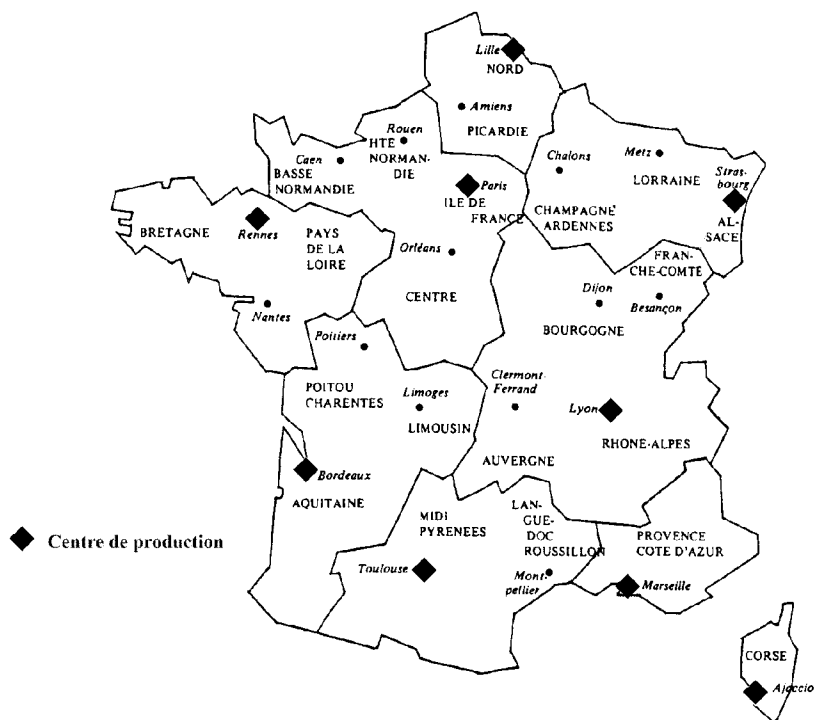 Lille
NORD
Amiens
PICARDIE
Rouen
HTE
NORMAN-
DIE
Caen
BASSE
NORMANDIE
Chalons
Metz
LORRAINE
Stras-
bourg
AL-
SACE
CHAMPAGNE
ARDENNES
Paris
ILE DE
FRANCE
BRETAGNE
Rennes
PAYS
DE LA
LOIRE
Orléans
CENTRE
Nantes
FRAN-
CHE-COMTE
Dijon
Besançon
BOURGOGNE
Poitiers
POITOU
CHARENTES
Limoges
LIMOUSIN
Clermont-
Ferrand
Lyon
RHONE-ALPES
AUVERGNE
Bordeaux
AQUITAINE
MIDI
PYRENEES
LAN-
GUE-
DOC
ROUSSILLON
PROVENCE
COTE D'AZUR
Centre de production
Toulouse
Mont-
pellier
Marseille
CORSE
Ajaccio